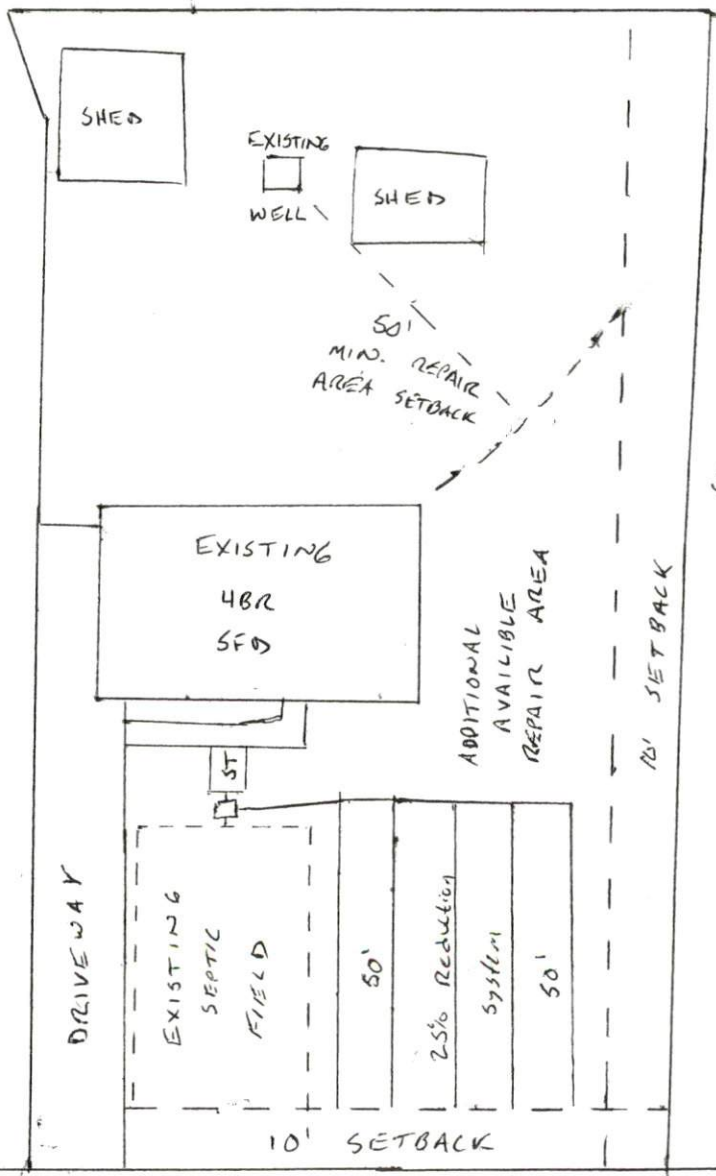 SHED
EXISTING
WELL
SHED
50'
MIN. REPAIR
AREA SETBACK
EXISTING
4BR
SFD
ADDITIONAL
AVAILIBLE
REPAIR AREA
10' SETBACK
ST
DRIVEWAY
EXISTING
SEPTIC
FIELD
50'
25% Reduction
System
50'
10' SETBACK